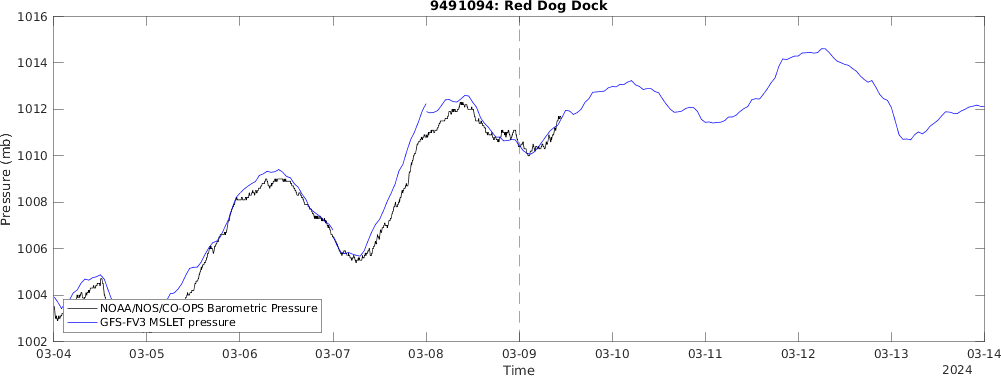 9491094: Red Dog Dock
1016
1014
1012
1010
1008
1006
1004
1002
Pressure (mb)
NOAA/NOS/CO-OPS Barometric Pressure
GFS-FV3 MSLET pressure
03-04 03-05 03-06 03-07 03-08 03-09 03-10 03-11 03-12 03-13 03-14
Time
2024